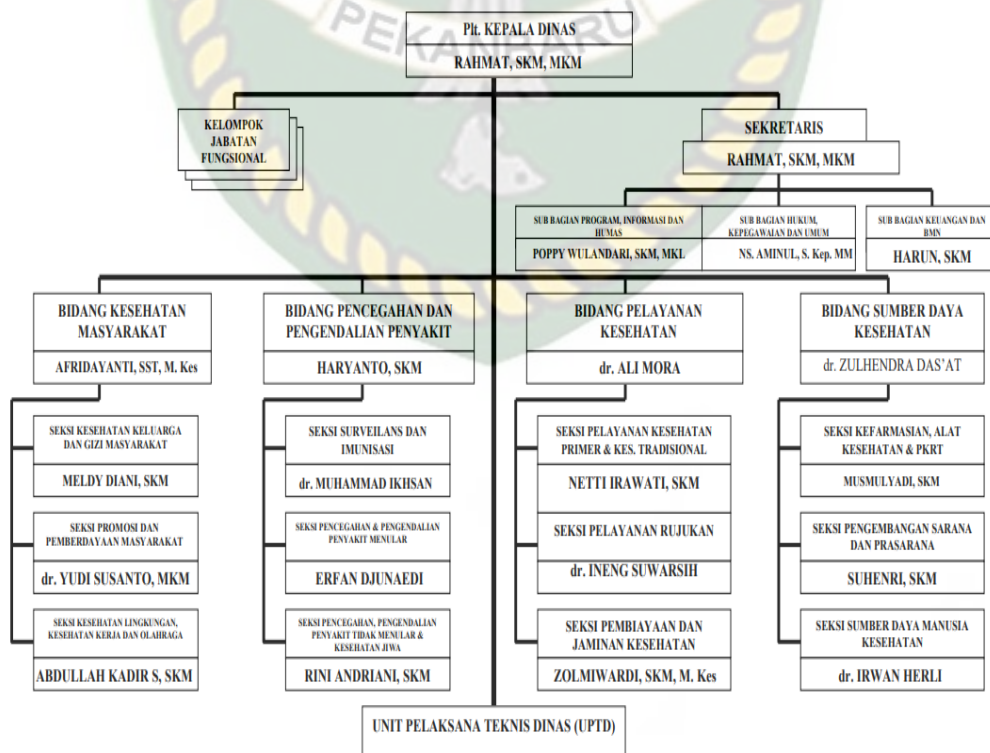 PEKANBARU
Plt. KEPALA DINAS
RAHMAT, SKM, MKM
KELOMPOK
JABATAN
FUNGSIONAL
SEKRETARIS
RAHMAT, SKM, MKM
SUB BAGIAN PROGRAM, INFORMASI DAN
HUMAS
POPPY WULANDARI, SKM, MKL
SUB BAGIAN HUKUM,
KEPEGAWAIAN DAN UMUM
NS. AMINUL, S. Kep. MM
SUB BAGIAN KEUANGAN DAN
BMN
HARUN, SKM
BIDANG KESEHATAN
MASYARAKAT
AFRIDAYANTI, SST, M. Kes
BIDANG PENCEGAHAN DAN
PENGENDALIAN PENYAKIT
HARYANTO, SKM
BIDANG PELAYANAN
KESEHATAN
dr. ALI MORA
BIDANG SUMBER DAYA
KESEHATAN
dr. ZULHENDRA DAS'AT
SEKSI KESEHATAN KELUARGA
DAN GIZI MASYARAKAT
MELDY DIANI, SKM
SEKSI PROMOSI DAN
PEMBERDAYAAN MASYARAKAT
dr. YUDI SUSANTO, MKM
SEKSI KESEHATAN LINGKUNGAN,
KESEHATAN KERJA DAN OLAHRAGA
ABDULLAH KADIR S, SKM
SEKSI SURVEILANS DAN
IMUNISASI
dr. MUHAMMAD IKHSAN
SEKSI PENCEGAHAN & PENGENDALIAN
PENYAKIT MENULAR
ERFAN DJUNAEDI
SEKSI PENCEGAHAN, PENGENDALIAN
PENYAKIT TIDAK MENULAR &
KESEHATAN JIWA
RINI ANDRIANI, SKM
SEKSI PELAYANAN KESEHATAN
PRIMER & KES. TRADISIONAL
NETTI IRAWATI, SKM
SEKSI PELAYANAN RUJUKAN
dr. INENG SUWARSIH
SEKSI PEMBIAYAAN DAN
JAMINAN KESEHATAN
ZOLMIWARDI, SKM, M. Kes
SEKSI KEFARMASIAN, ALAT
KESEHATAN & PKRT
MUSMULYADI, SKM
SEKSI PENGEMBANGAN SARANA
DAN PRASARANA
SUHENRI, SKM
SEKSI SUMBER DAYA MANUSIA
KESEHATAN
dr. IRWAN HERLI
UNIT PELAKSANA TEKNIS DINAS (UPTD)